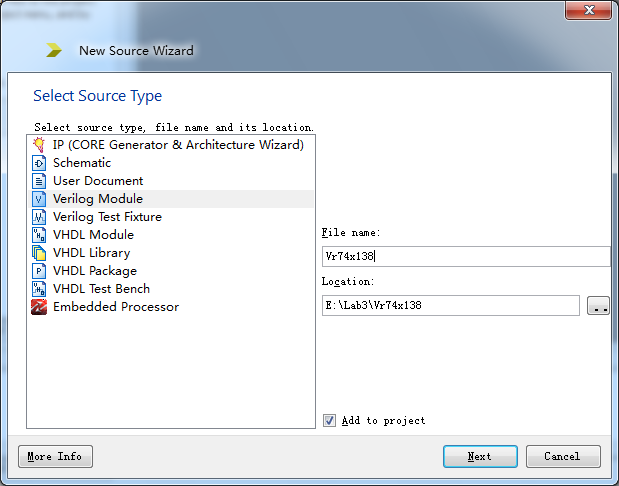 New Source Wizard
Select Source Type
Select source type, file name and its location.
IP (CORE Generator & Architecture Wizard)
Schematic
User Document
Verilog Module
Verilog Test Fixture
VHDL Module
VHDL Library
VHDL Package
VHDL Test Bench
Embedded Processor
File name:
Vr74x138
Location:
E:\Lab3\Vr74x138
..
Add to project
More Info
Next
Cancel